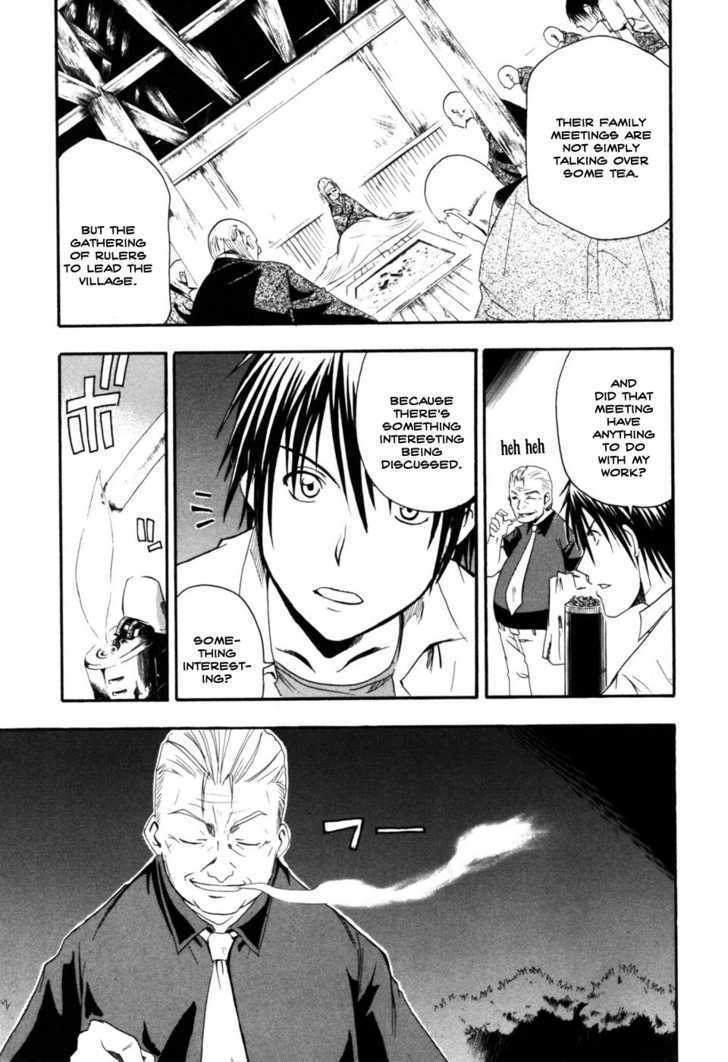 THEIR FAMILY
MEETINGS ARE
NOT SIMPLY
TALKING OVER
SOME TEA.
BUT THE
GATHERING
OF RULERS
TO LEAD THE
VILLAGE.
AND
DID THAT
MEETING
HAVE
ANYTHING
TO DO
WITH MY
WORK?
heh heh
BECAUSE
THERE'S
SOMETHING
INTERESTING
BEING
DISCUSSED.
SOME-
THING
INTEREST-
ING?
ボッ
フー